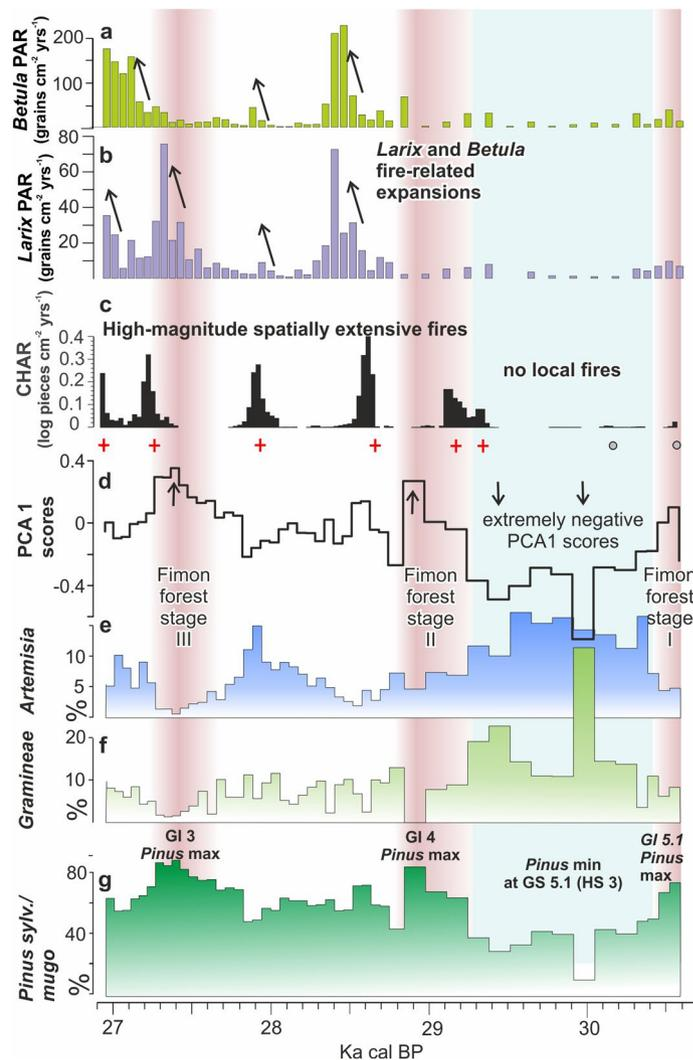 a
Betula PAR
(grains cm⁻² yrs⁻¹)
200
100
b
Larix PAR
(grains cm⁻² yrs⁻¹)
80
60
40
20
Larix and Betula
fire-related
expansions
c
High-magnitude spatially extensive fires
CHAR
(log pieces cm⁻² yrs⁻¹)
0.4
0.3
0.2
0.1
0
no local fires
d
PCA 1
scores
0.4
0
-0.4
extremely negative
PCA1 scores
Fimon
forest
stage
III
Fimon
forest
stage
II
Fimon
forest
stage
I
e
Artemisia
%
10
5
f
Gramineae
%
20
10
GI 3
Pinus max
GI 4
Pinus max
GI 5.1
Pinus
max
Pinus min
at GS 5.1 (HS 3)
g
Pinus sylv./
mugo
%
80
40
27
28
29
30
Ka cal BP